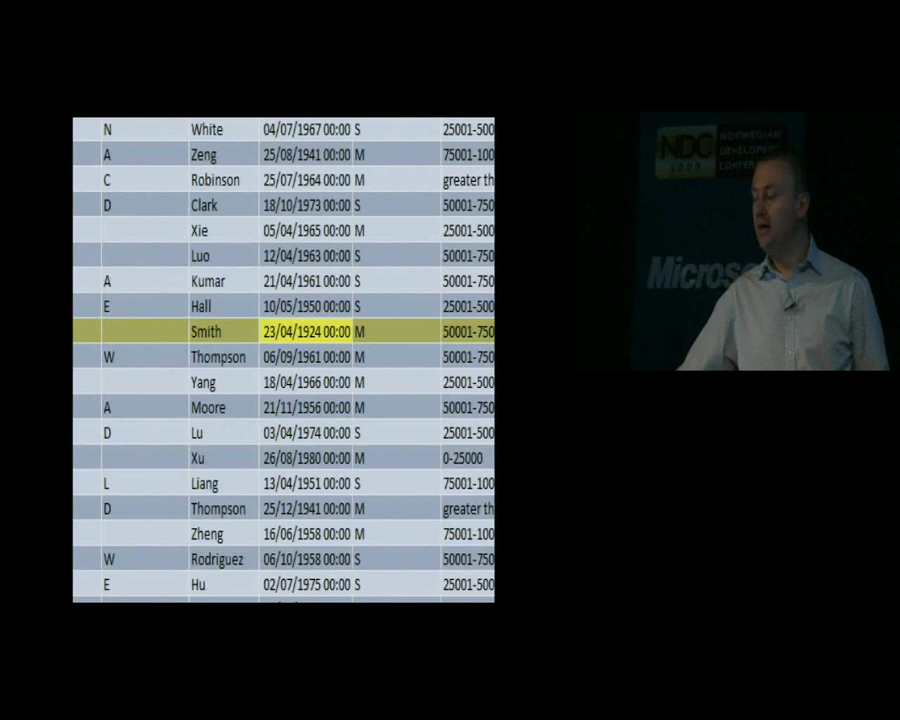 N White 04/07/1967 00:00 S 25001-500
A Zeng 25/08/1941 00:00 M 75001-100
C Robinson 25/07/1964 00:00 M greater th
D Clark 18/10/1973 00:00 S 50001-750
Xie 05/04/1965 00:00 M 25001-500
Luo 12/04/1963 00:00 S 50001-750
A Kumar 21/04/1961 00:00 S 50001-750
E Hall 10/05/1950 00:00 S 25001-500
Smith 23/04/1924 00:00 M 50001-750
W Thompson 06/09/1961 00:00 M 50001-750
Yang 18/04/1966 00:00 M 25001-500
A Moore 21/11/1956 00:00 M 50001-750
D Lu 03/04/1974 00:00 S 25001-500
Xu 26/08/1980 00:00 M 0-25000
L Liang 13/04/1951 00:00 S 75001-100
D Thompson 25/12/1941 00:00 M greater th
Zheng 16/06/1958 00:00 M 75001-100
W Rodriguez 06/10/1958 00:00 S 50001-750
E Hu 02/07/1975 00:00 S 25001-500
NDC
NORWEGIAN
DEVELOPERS
Micros